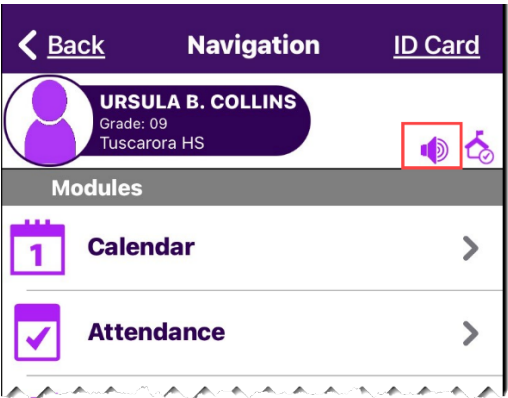 Back Navigation ID Card
URSULA B. COLLINS
Grade: 09
Tuscarora HS
Modules
1 Calendar
Attendance